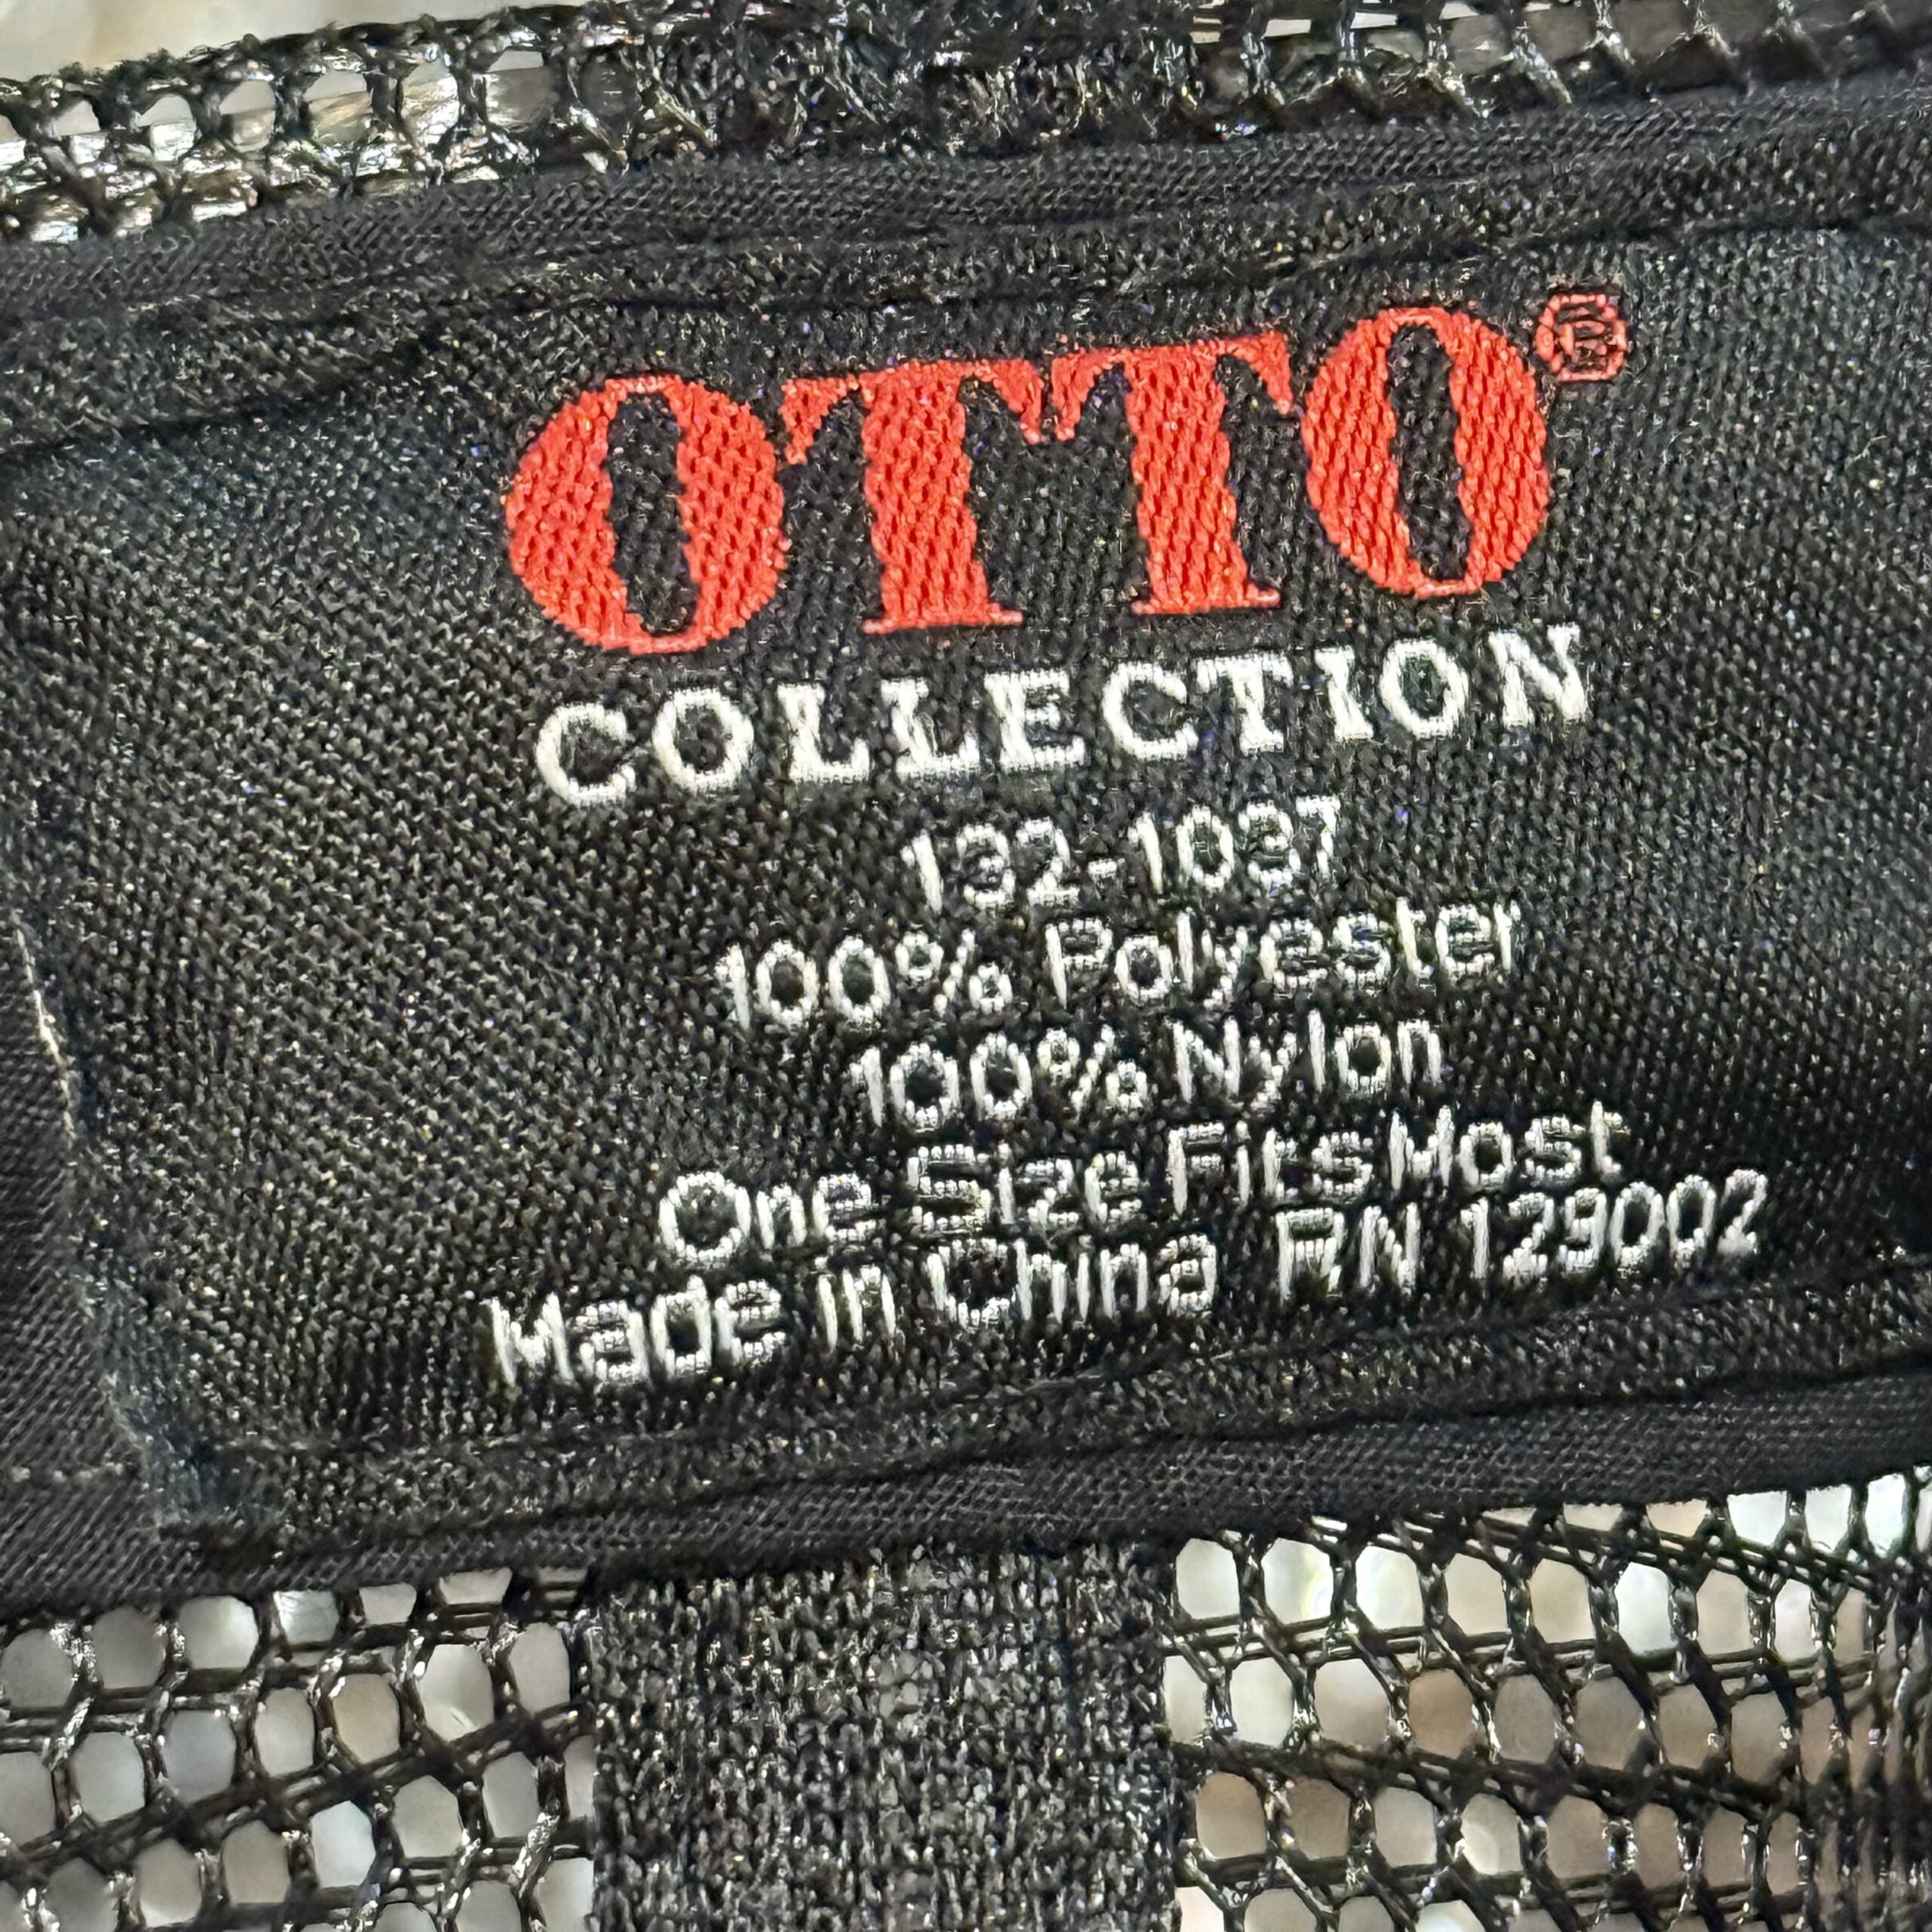 OTTO®
COLLECTION
132-1037
100% Polyester
100% Nylon
One Size Fits Most
Made in China RN 129002